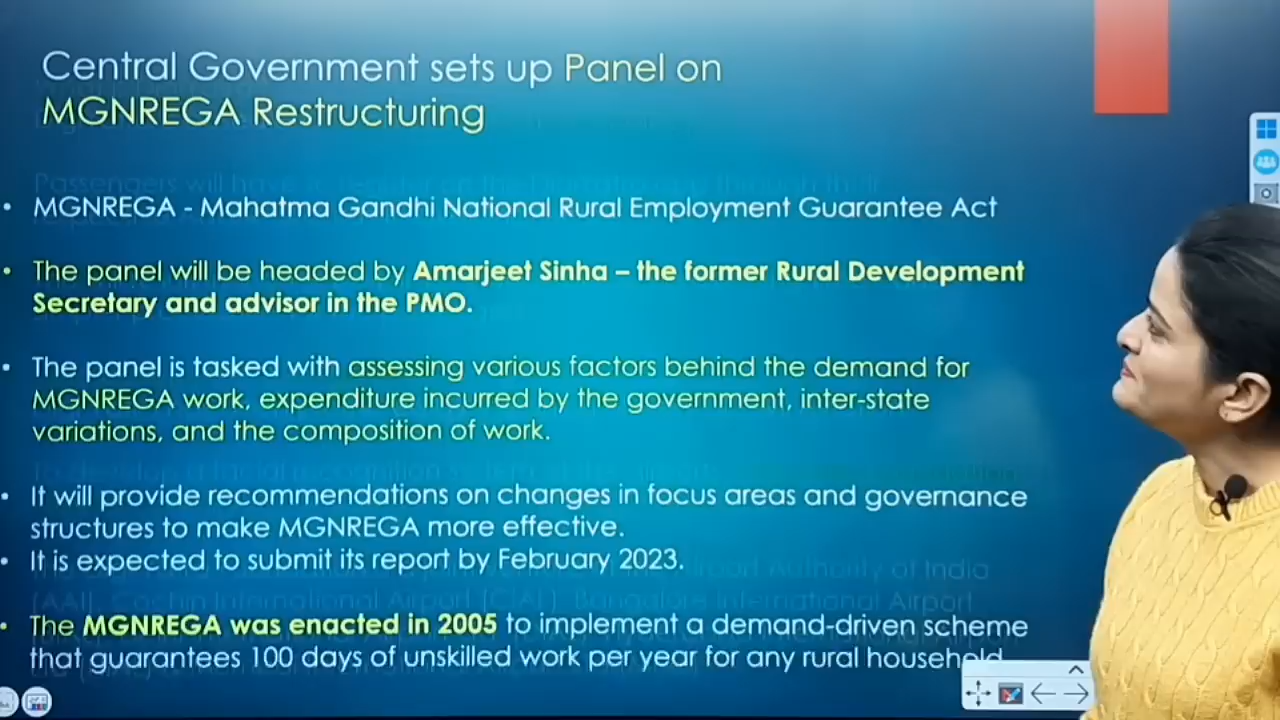 Central Government sets up Panel on
MGNREGA Restructuring
• MGNREGA - Mahatma Gandhi National Rural Employment Guarantee Act
• The panel will be headed by Amarjeet Sinha – the former Rural Development
Secretary and advisor in the PMO.
• The panel is tasked with assessing various factors behind the demand for
MGNREGA work, expenditure incurred by the government, inter-state
variations, and the composition of work.
• It will provide recommendations on changes in focus areas and governance
structures to make MGNREGA more effective.
• It is expected to submit its report by February 2023.
• The MGNREGA was enacted in 2005 to implement a demand-driven scheme
that guarantees 100 days of unskilled work per year for any rural household.